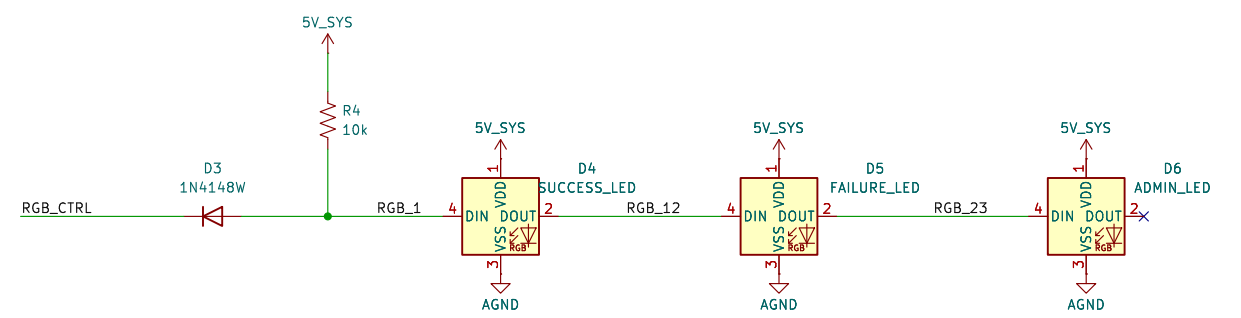 5V_SYS
R4
10k
5V_SYS
5V_SYS
5V_SYS
D3
1N4148W
D4
SUCCESS_LED
D5
FAILURE_LED
D6
ADMIN_LED
1
VDD
1
VDD
1
VDD
RGB_CTRL
RGB_1
4
DIN
DOUT
2
RGB_12
4
DIN
DOUT
2
RGB_23
4
DIN
DOUT
2
VSS
RGB
3
VSS
RGB
3
VSS
RGB
3
AGND
AGND
AGND